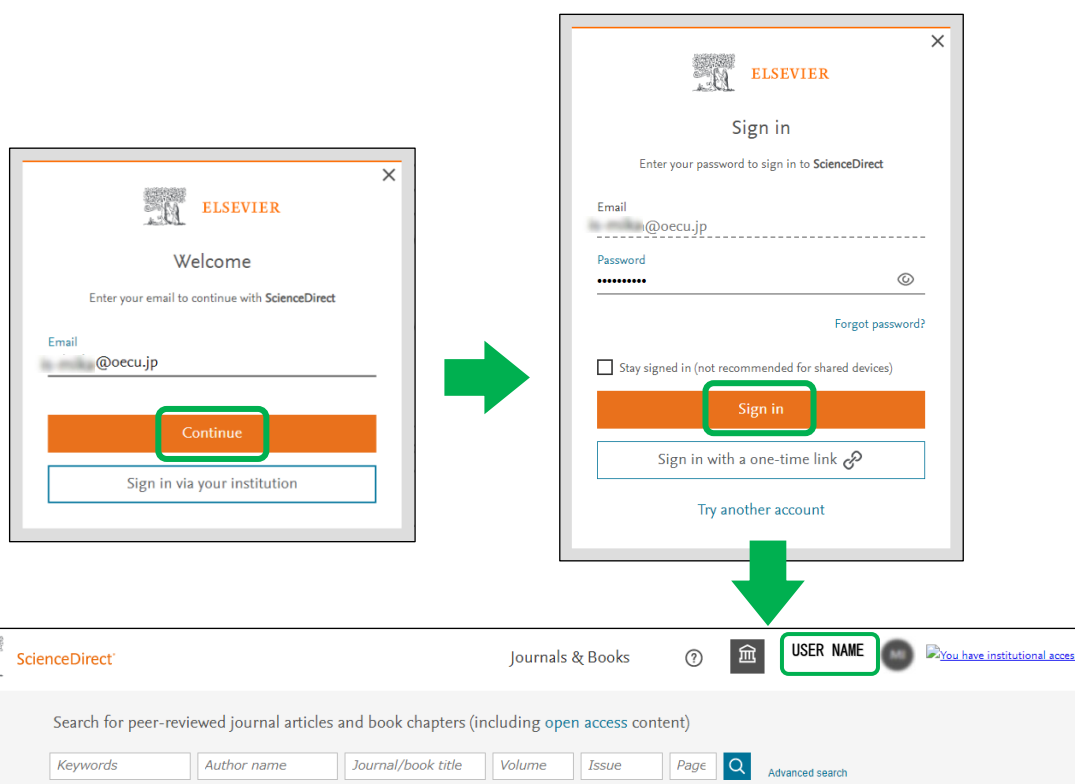 ELSEVIER
Welcome
Enter your email to continue with ScienceDirect
Email
@oecu.jp
Continue
Sign in via your institution
ELSEVIER
Sign in
Enter your password to sign in to ScienceDirect
Email
@oecu.jp
Password
Forgot password?
Stay signed in (not recommended for shared devices)
Sign in
Sign in with a one-time link
Try another account
ScienceDirect
Journals & Books
USER NAME
You have institutional acces
Search for peer-reviewed journal articles and book chapters (including open access content)
Keywords Author name Journal/book title Volume Issue Page
Advanced search